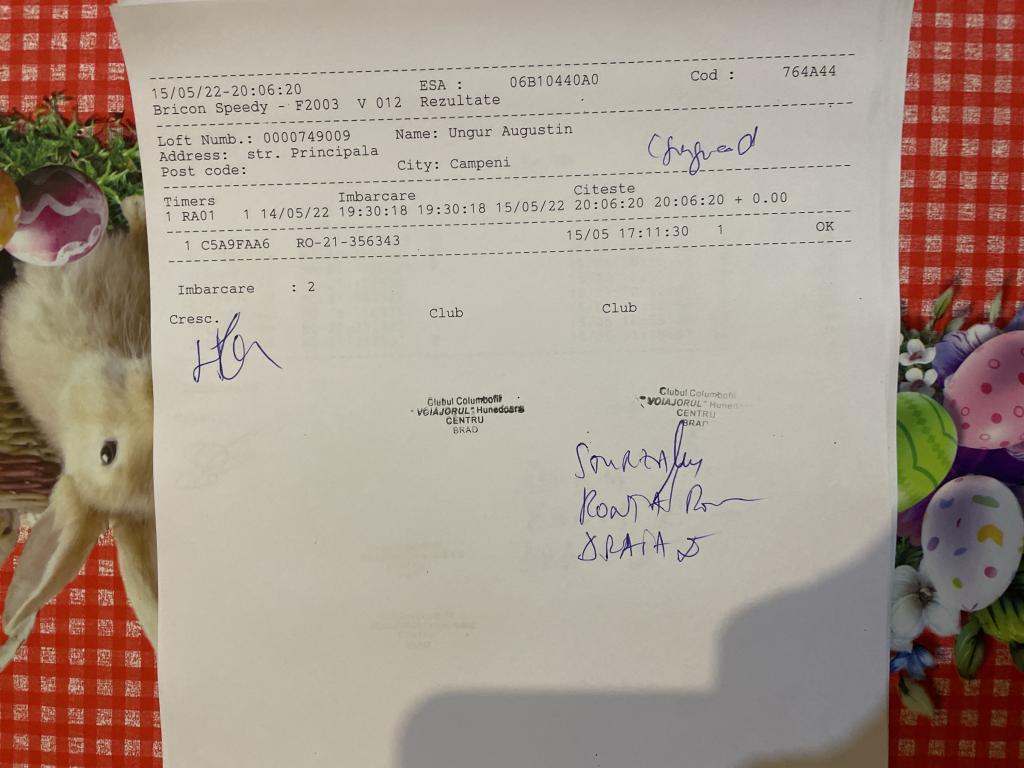 15/05/22-20:06:20 ESA : 06B10440A0 Cod : 764A44
Bricon Speedy - F2003 V 012 Rezultate
Loft Numb.: 0000749009 Name: Ungur Augustin
Address: str. Principala
Post code: City: Campeni
Timers Imbarcare Citeste
1 RA01 1 14/05/22 19:30:18 19:30:18 15/05/22 20:06:20 20:06:20 + 0.00
1 C5A9FAA6 RO-21-356343 15/05 17:11:30 1 OK
Imbarcare : 2
Cresc. Club Club
Clubul Columbofil
"VOIAJORUL" Hunedoara
CENTRU
BRAD
Clubul Columbofil
"VOIAJORUL" Hunedoara
CENTRU
BRAD